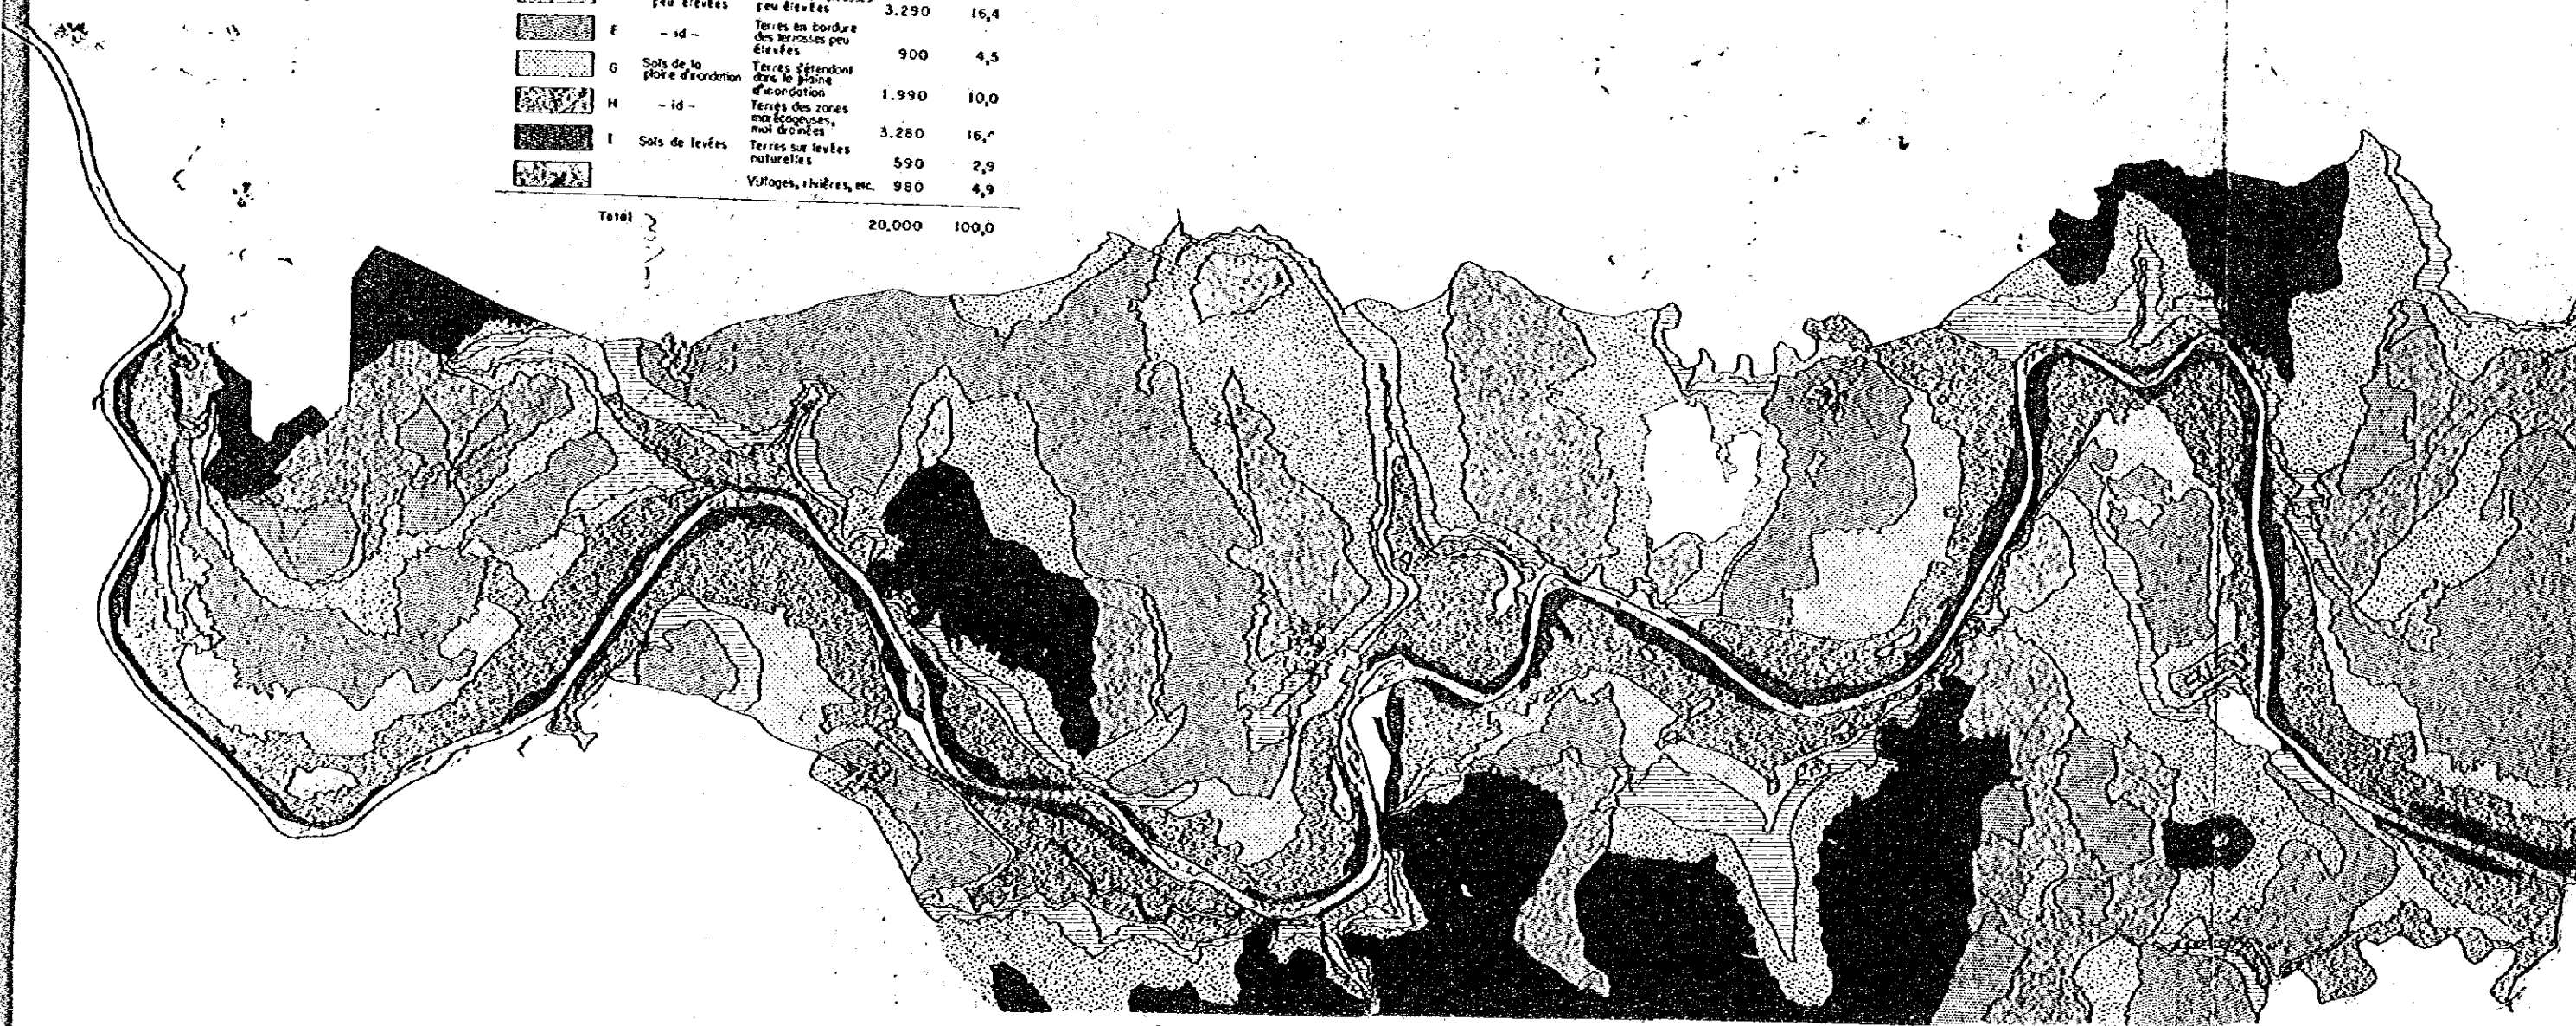 peu élevées peu élevées 3.290 16,4
F - id - Terres en bordure
des terrasses peu
élevées 900 4,5
G Sols de la Terres s'étendant
plaine d'inondation dans la plaine
d'inondation 1.990 10,0
H - id - Terres des zones
marécageuses,
mal drainées 3.280 16,4
I Sols de levées Terres sur levées
naturelles 590 2,9
Villages, rivières, etc. 980 4,9
Total 20.000 100,0